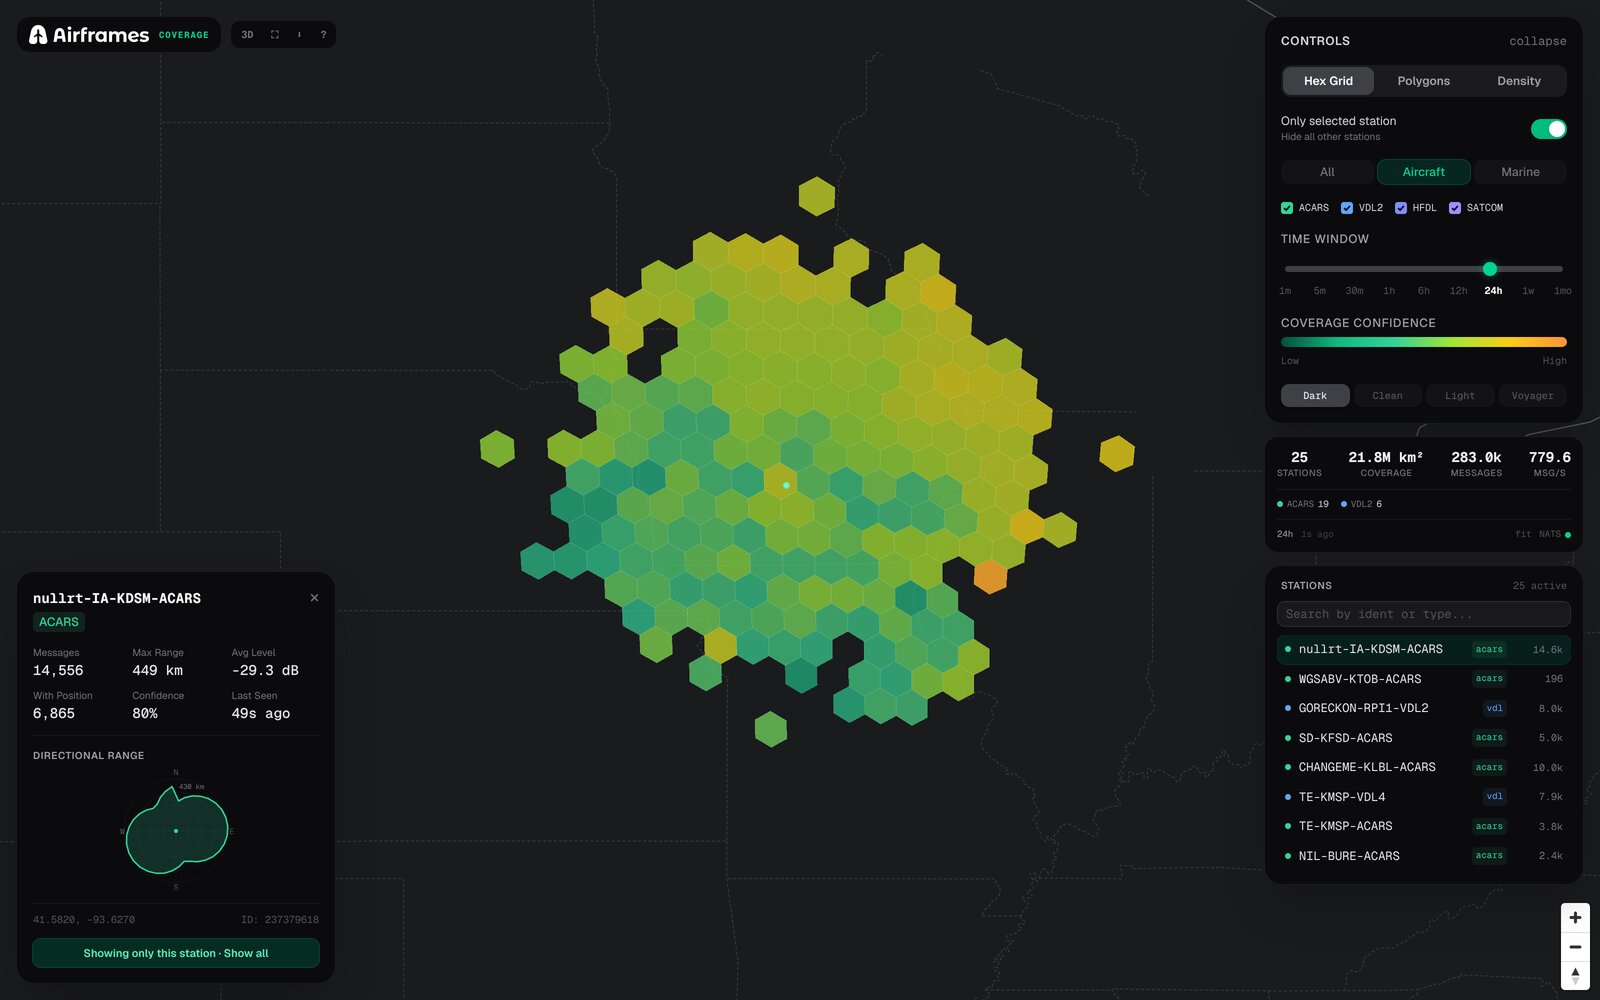 Airframes COVERAGE
3D ?
CONTROLS collapse
Hex Grid Polygons Density
Only selected station
Hide all other stations
All Aircraft Marine
ACARS VDL2 HFDL SATCOM
TIME WINDOW
1m 5m 30m 1h 6h 12h 24h 1w 1mo
COVERAGE CONFIDENCE
Low High
Dark Clean Light Voyager
25 21.8M km² 283.0k 779.6
STATIONS COVERAGE MESSAGES MSG/S
ACARS 19 VDL2 6
24h 1s ago fit NATS
STATIONS 25 active
Search by ident or type...
nullrt-IA-KDSM-ACARS acars 14.6k
WGSABV-KTOB-ACARS acars 196
GORECKON-RPI1-VDL2 vdl 8.0k
SD-KFSD-ACARS acars 5.0k
CHANGEME-KLBL-ACARS acars 10.0k
TE-KMSP-VDL4 vdl 7.9k
TE-KMSP-ACARS acars 3.8k
NIL-BURE-ACARS acars 2.4k
nullrt-IA-KDSM-ACARS ×
ACARS
Messages Max Range Avg Level
14,556 449 km -29.3 dB
With Position Confidence Last Seen
6,865 80% 49s ago
DIRECTIONAL RANGE
N
430 km
W E
S
41.5820, -93.6270 ID: 237379618
Showing only this station · Show all